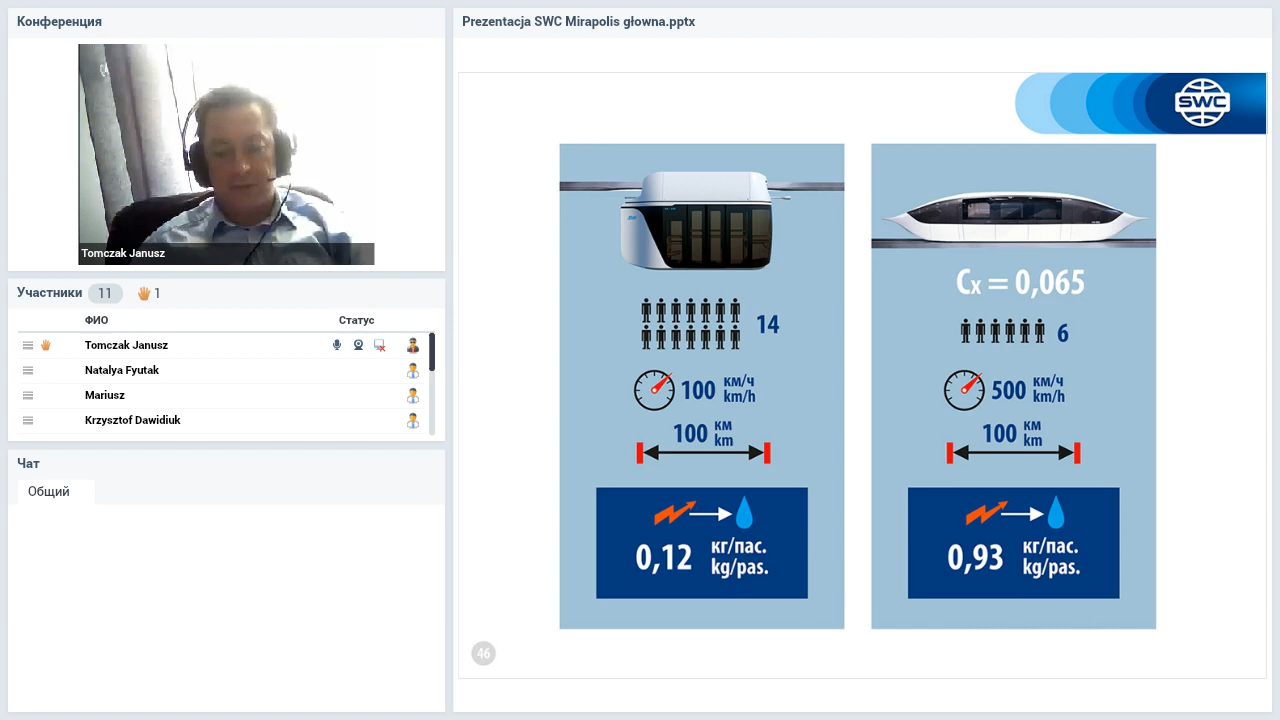 Конференция
Tomczak Janusz
Участники 11 1
ФИО Статус
Tomczak Janusz
Natalya Fyutak
Mariusz
Krzysztof Dawidiuk
Чат
Общий
Prezentacja SWC Mirapolis głowna.pptx
SWC
14
100 км/ч
km/h
100 км
km
0,12 кг/пас.
kg/pas.
Cx = 0,065
6
500 км/ч
km/h
100 км
km
0,93 кг/пас.
kg/pas.
46